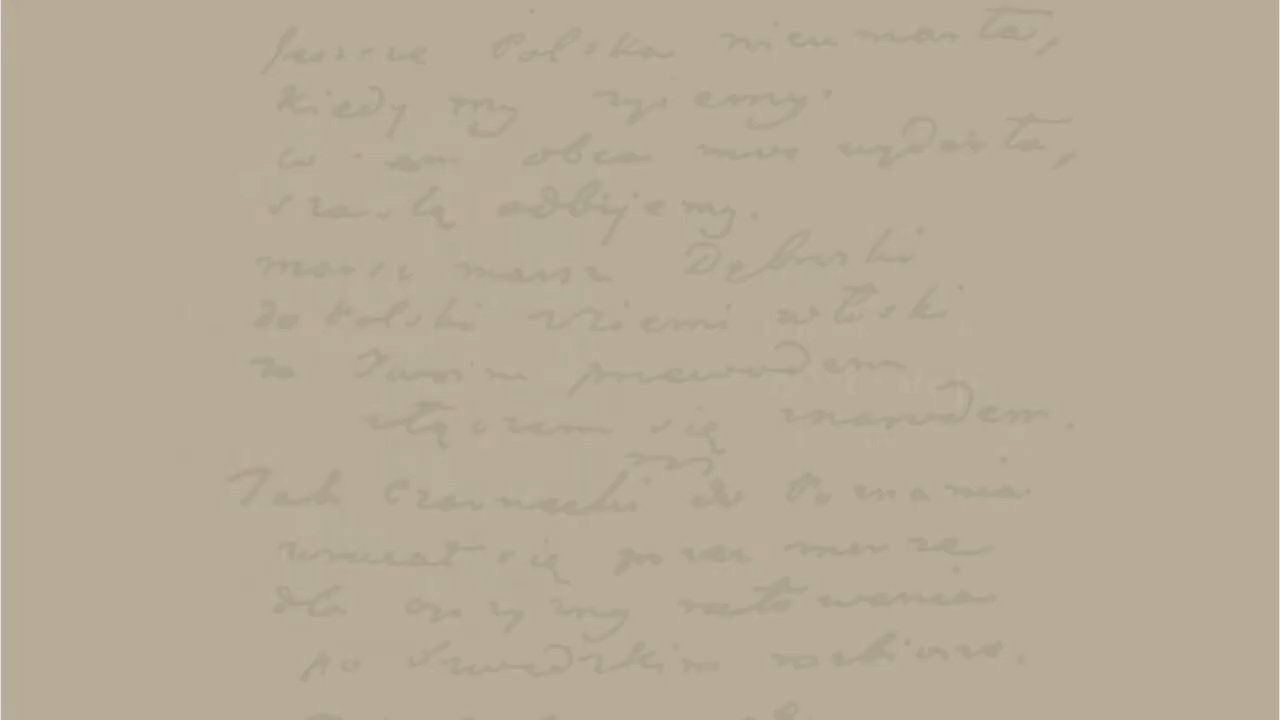 Jeszcze Polska nieumarła,
kiedy my żyjemy.
co nam obca moc wydarła,
szablą odbijemy.
marsz marsz Dąbrowski
do Polski z ziemi włoski
za Twoim przewodem
złączem się z narodem.
Jak Czarniecki do Poznania
wracał się przez morze
dla ojczyzny ratowania
po szwedzkim rozbiorze.